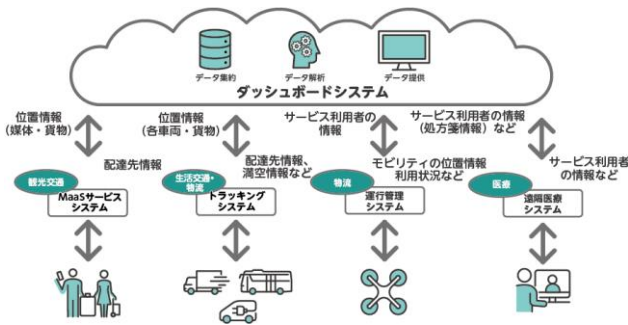 データ集約
データ解析
データ提供
ダッシュボードシステム
位置情報
(媒体・貨物)
位置情報
(各車両・貨物)
サービス利用者の
情報
サービス利用者の情報
(処方箋情報)など
配達先情報
配達先情報、
満空情報など
モビリティの位置情報
利用状況など
サービス利用者
の情報など
観光交通
MaaSサービス
システム
生活交通・
物流
トラッキング
システム
物流
運行管理
システム
医療
遠隔医療
システム